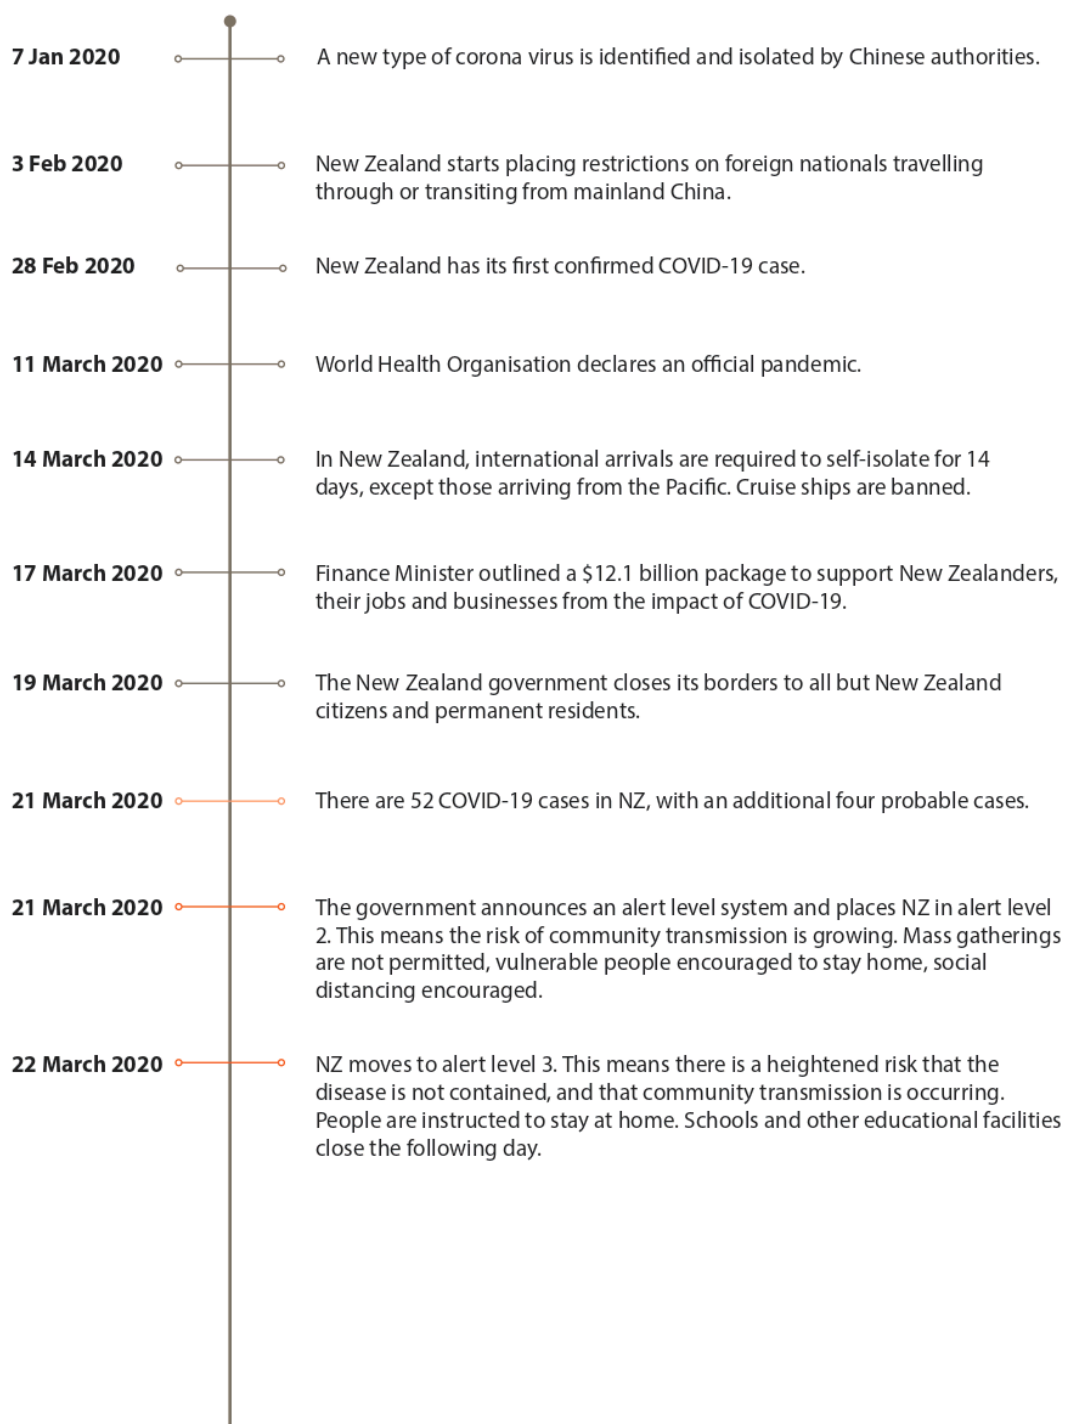 7 Jan 2020
A new type of corona virus is identified and isolated by Chinese authorities.
3 Feb 2020
New Zealand starts placing restrictions on foreign nationals travelling
through or transiting from mainland China.
28 Feb 2020
New Zealand has its first confirmed COVID-19 case.
11 March 2020
World Health Organisation declares an official pandemic.
14 March 2020
In New Zealand, international arrivals are required to self-isolate for 14
days, except those arriving from the Pacific. Cruise ships are banned.
17 March 2020
Finance Minister outlined a $12.1 billion package to support New Zealanders,
their jobs and businesses from the impact of COVID-19.
19 March 2020
The New Zealand government closes its borders to all but New Zealand
citizens and permanent residents.
21 March 2020
There are 52 COVID-19 cases in NZ, with an additional four probable cases.
21 March 2020
The government announces an alert level system and places NZ in alert level
2. This means the risk of community transmission is growing. Mass gatherings
are not permitted, vulnerable people encouraged to stay home, social
distancing encouraged.
22 March 2020
NZ moves to alert level 3. This means there is a heightened risk that the
disease is not contained, and that community transmission is occurring.
People are instructed to stay at home. Schools and other educational facilities
close the following day.